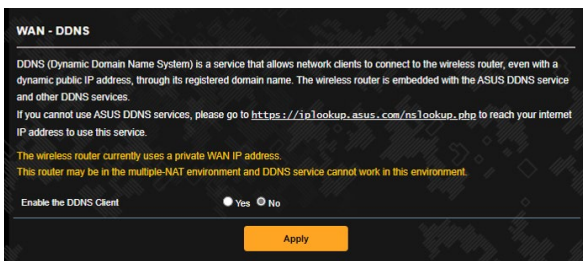 WAN - DDNS
DDNS (Dynamic Domain Name System) is a service that allows network clients to connect to the wireless router, even with a
dynamic public IP address, through its registered domain name. The wireless router is embedded with the ASUS DDNS service
and other DDNS services.
If you cannot use ASUS DDNS services, please go to https://iplookup.asus.com/nslookup.php to reach your internet
IP address to use this service.
The wireless router currently uses a private WAN IP address.
This router may be in the multiple-NAT environment and DDNS service cannot work in this environment.
Enable the DDNS Client Yes No
Apply